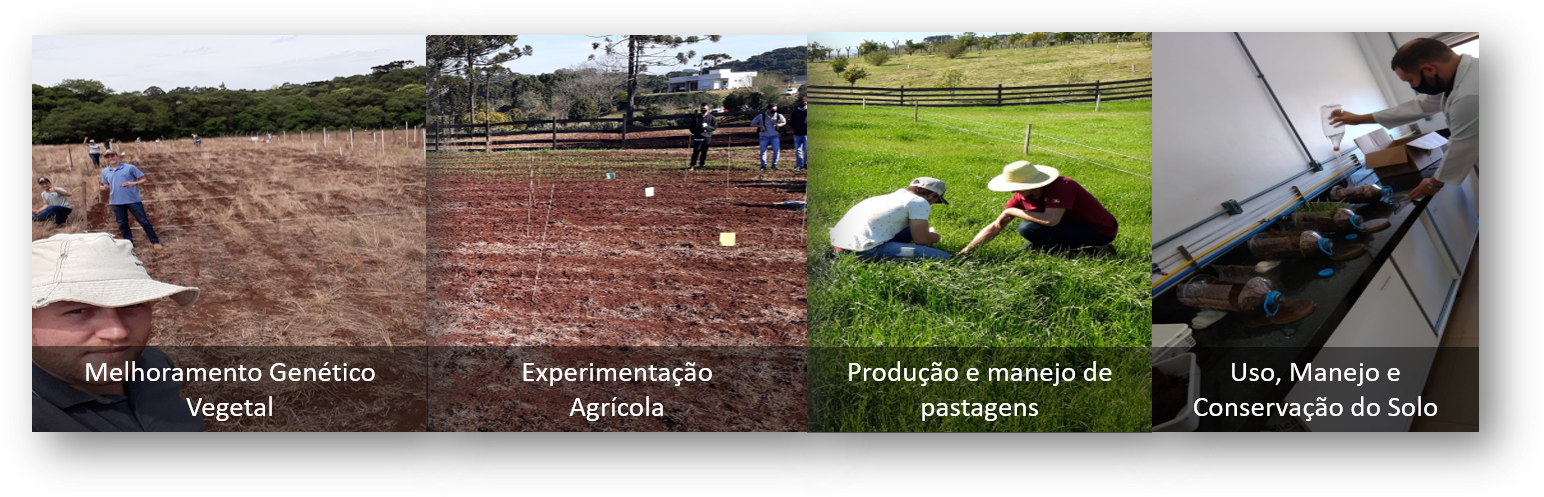 Melhoramento Genético
Vegetal
Experimentação
Agrícola
Produção e manejo de
pastagens
Uso, Manejo e
Conservação do Solo